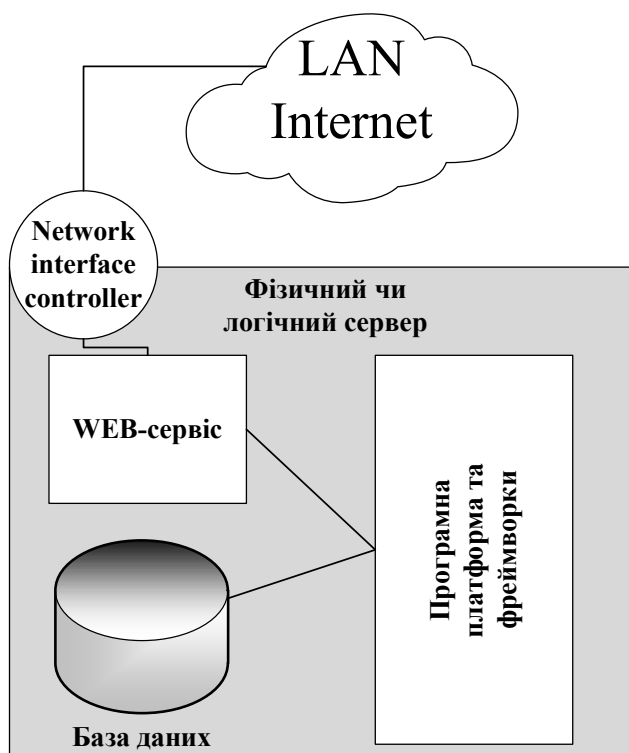 LAN
Internet
Network
interface
controller
Фізичний чи
логічний сервер
WEB-сервіс
Програмна
платформа та
фреймворки
База даних